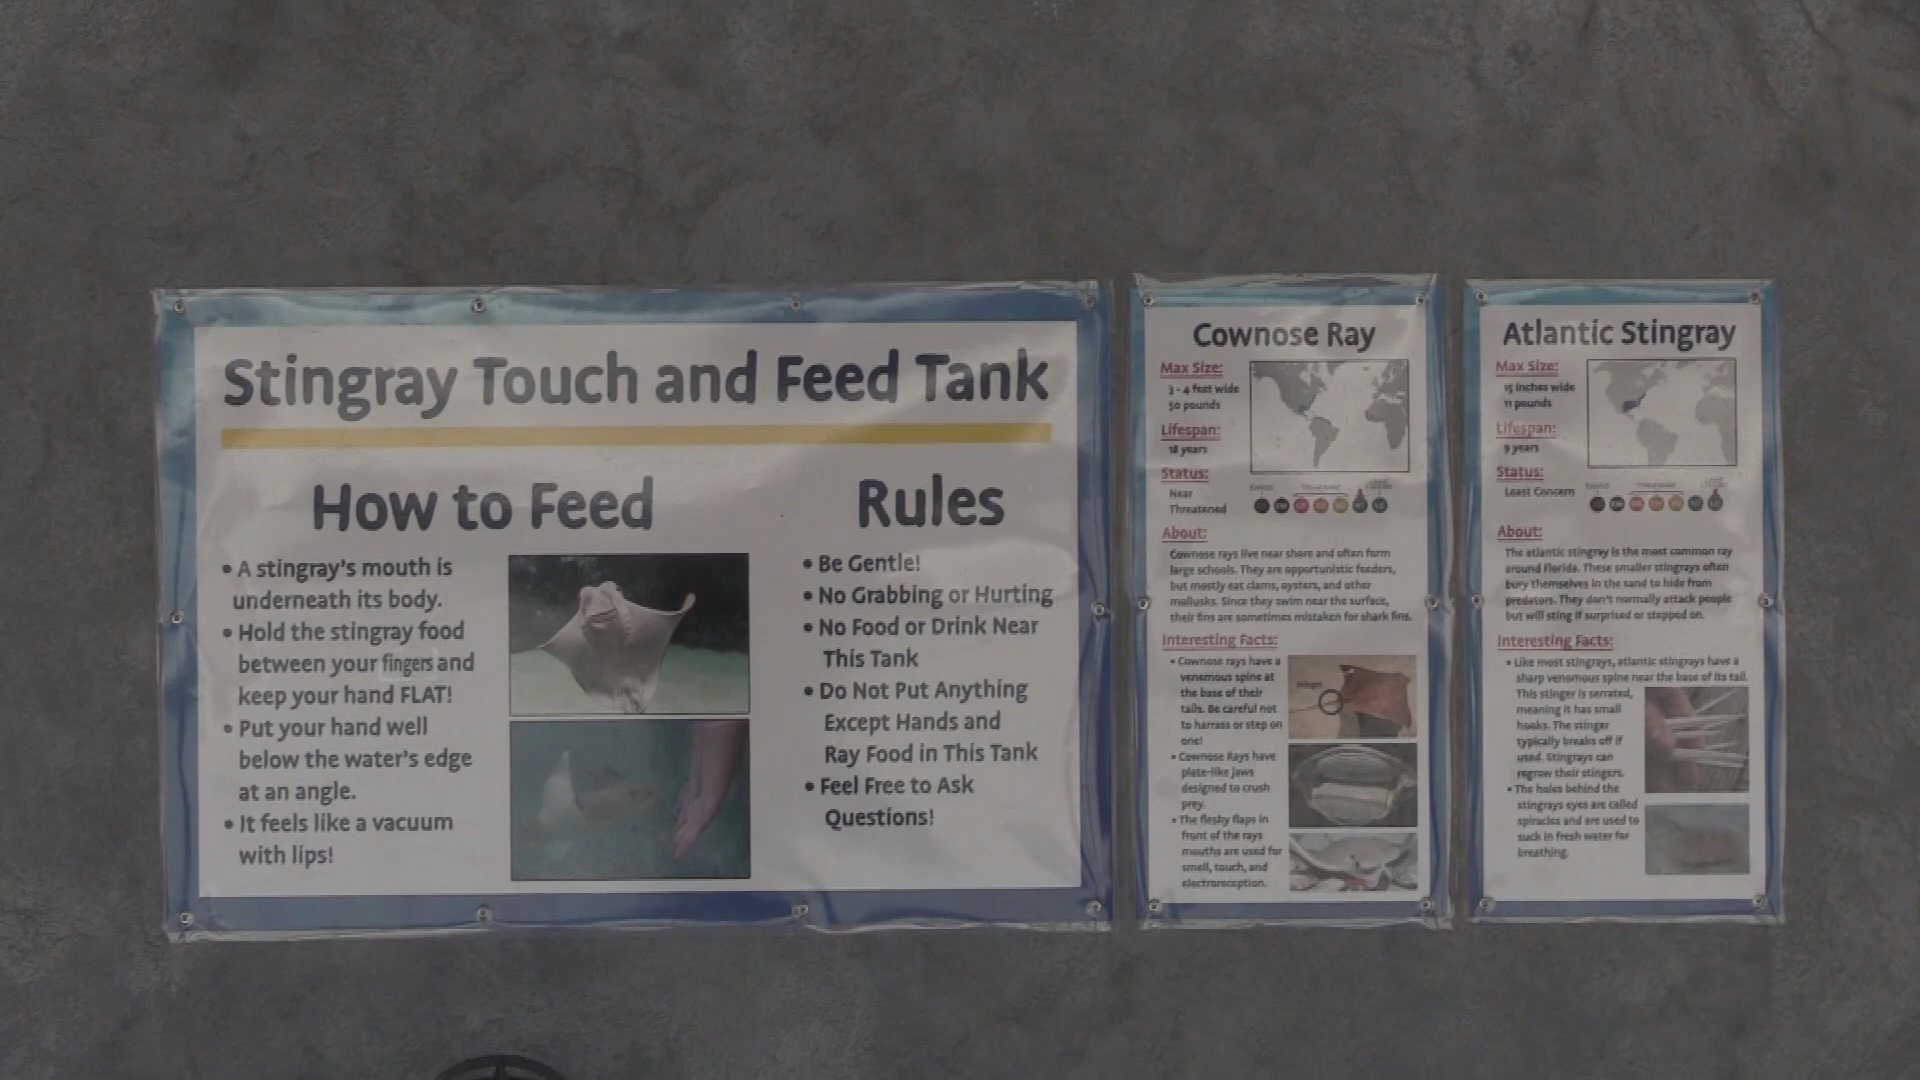 Stingray Touch and Feed Tank
How to Feed
• A stingray's mouth is
underneath its body.
• Hold the stingray food
between your fingers and
keep your hand FLAT!
• Put your hand well
below the water's edge
at an angle.
• It feels like a vacuum
with lips!
Rules
• Be Gentle!
• No Grabbing or Hurting
• No Food or Drink Near
This Tank
• Do Not Put Anything
Except Hands and
Ray Food in This Tank
• Feel Free to Ask
Questions!
Cownose Ray
Max Size:
3 - 4 feet wide
50 pounds
Lifespan:
18 years
Status:
Near
Threatened
Extinct Threatened
About:
Cownose rays live near shore and often form
large schools. They are opportunistic feeders,
but mostly eat clams, oysters, and other
mollusks. Since they swim near the surface,
their fins are sometimes mistaken for shark fins.
Interesting Facts:
• Cownose rays have a
venomous spine at
the base of their
tails. Be careful not
to harrass or step on
one!
• Cownose Rays have
plate-like jaws
designed to crush
prey.
• The fleshy flaps in
front of the rays
mouths are used for
smell, touch, and
electroreception.
Stinger
Atlantic Stingray
Max Size:
15 inches wide
11 pounds
Lifespan:
9 years
Status:
Least Concern
Extinct Threatened
About:
The atlantic stingray is the most common ray
around Florida. These smaller stingrays often
bury themselves in the sand to hide from
predators. They don't normally attack people
but will sting if surprised or stepped on.
Interesting Facts:
• Like most stingrays, atlantic stingrays have a
sharp venomous spine near the base of its tail.
This stinger is serrated,
meaning it has small
hooks. The stinger
typically breaks off if
used. Stingrays can
regrow their stingers.
• The holes behind the
stingrays eyes are called
spiracles and are used to
suck in fresh water for
breathing.